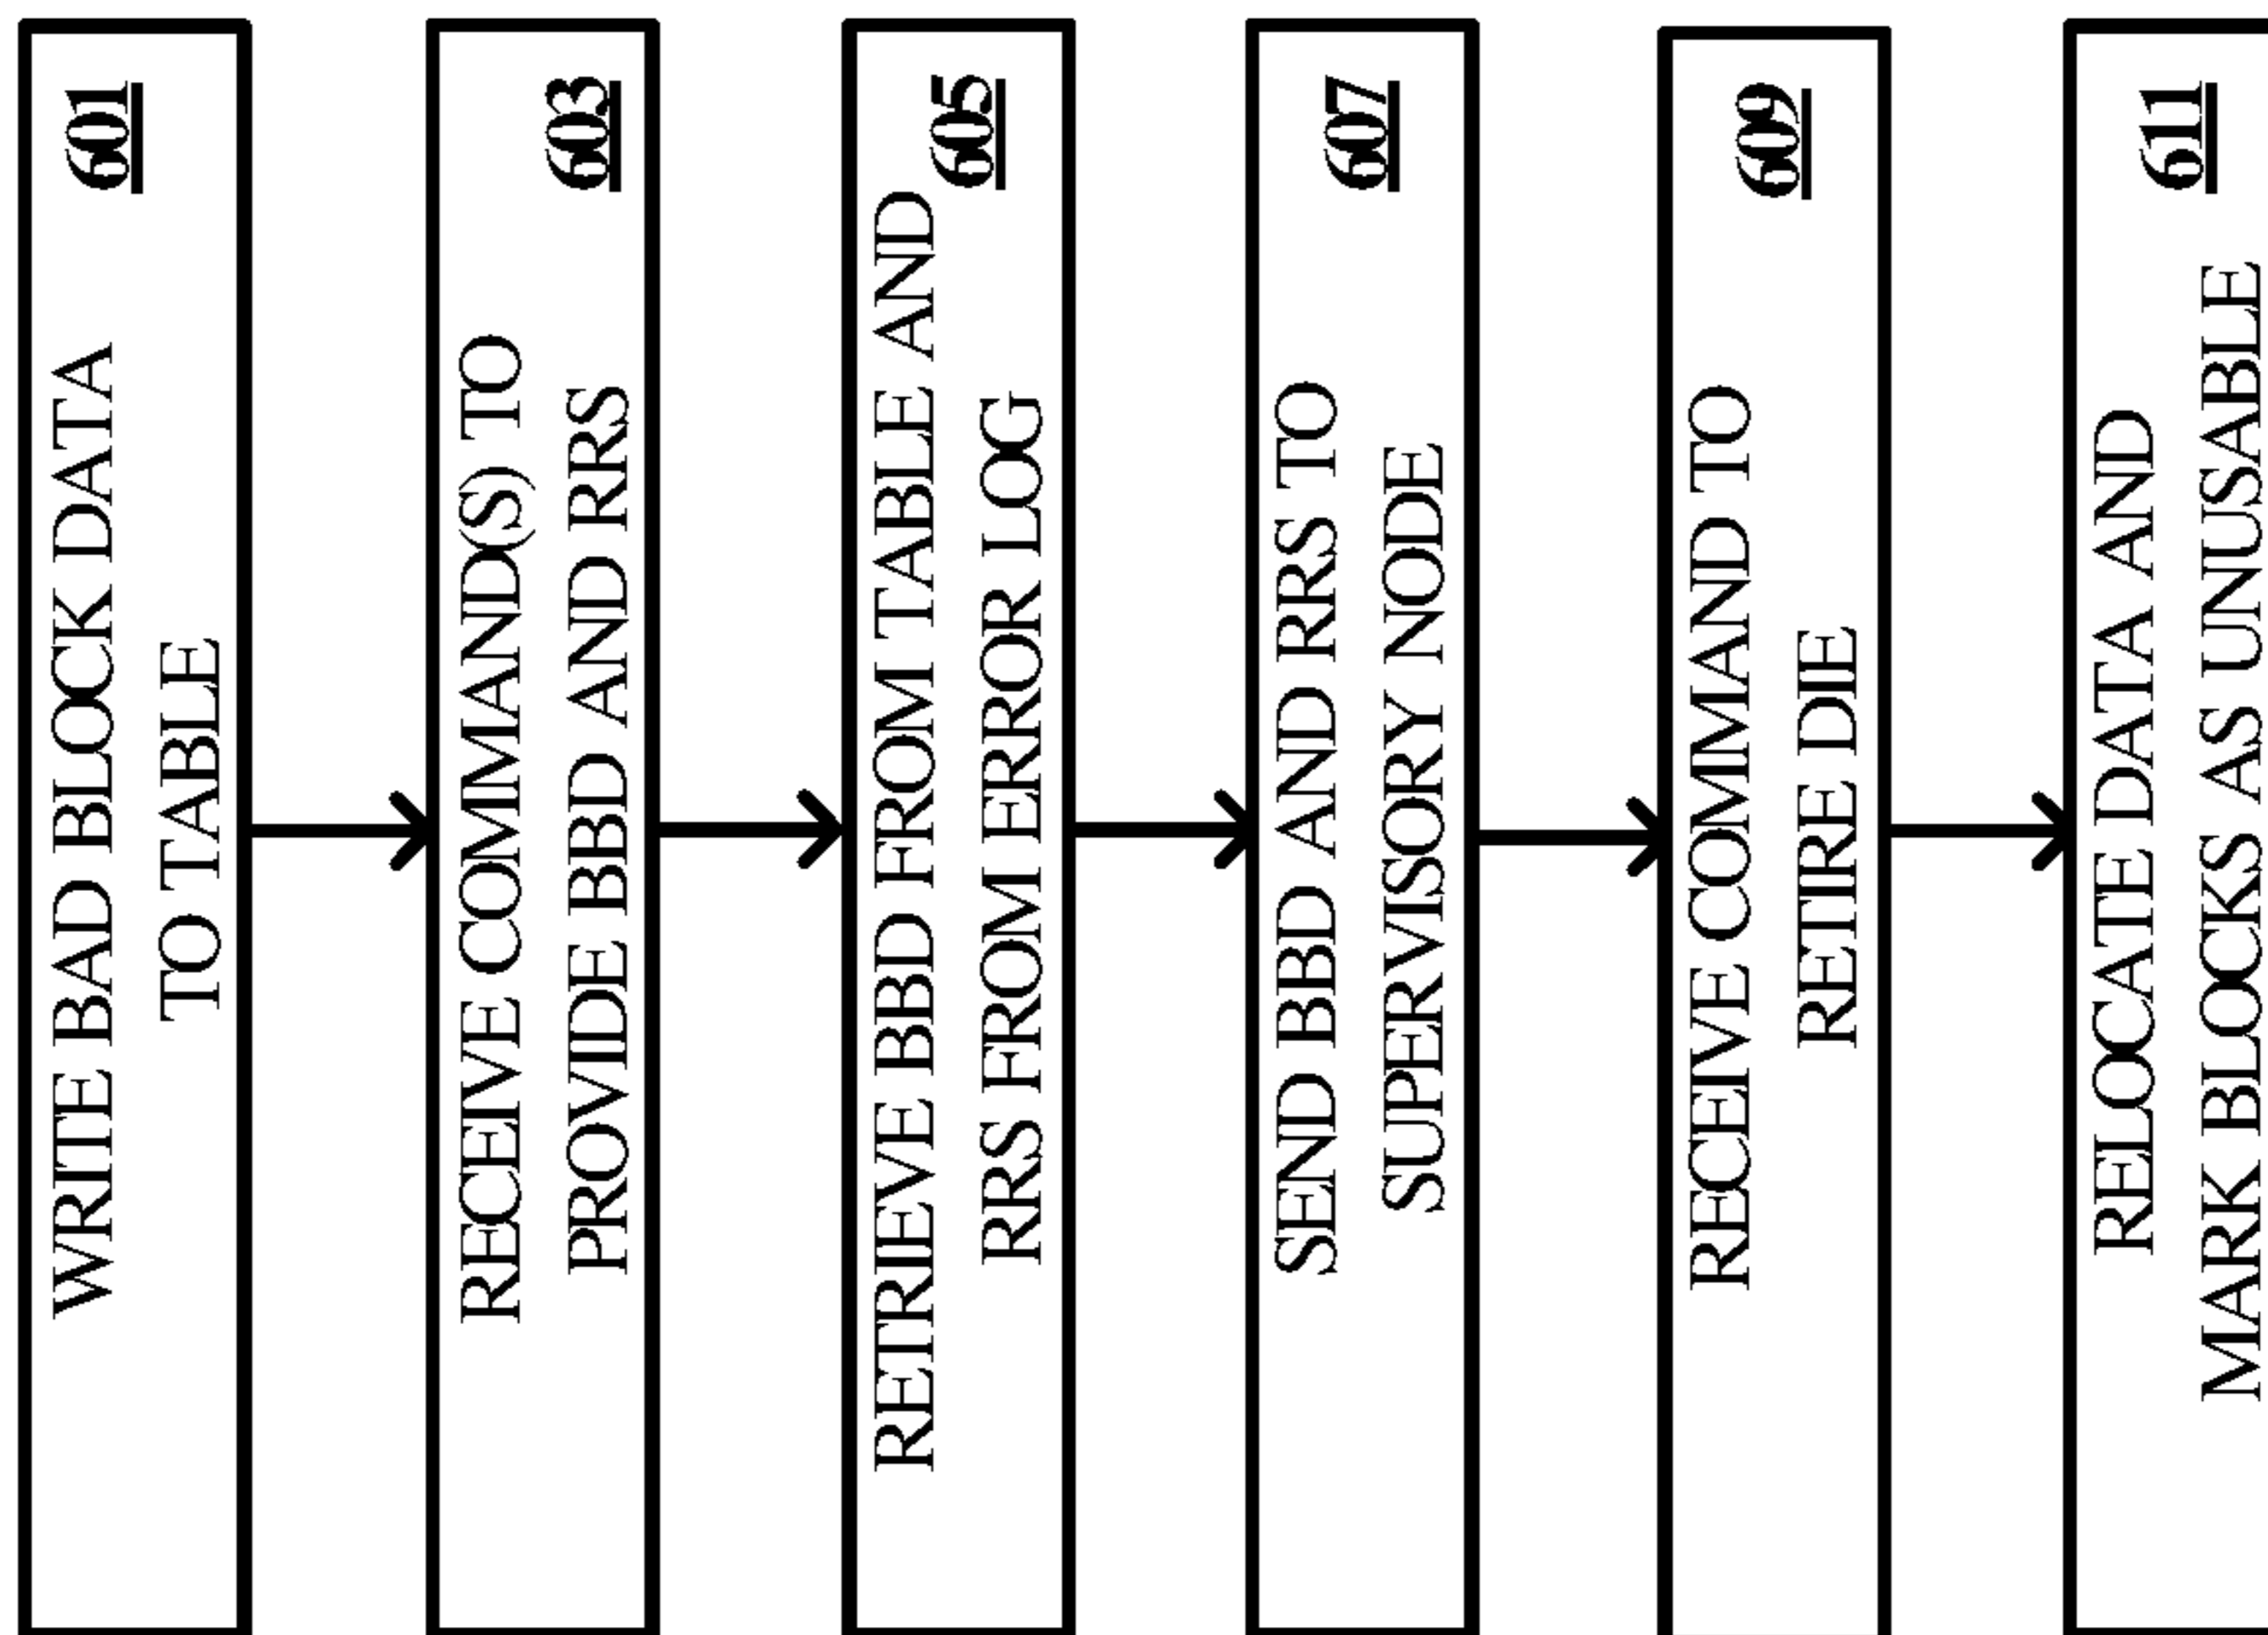 WRITE BAD BLOCK DATA
TO TABLE
601
RECEIVE COMMAND(S) TO
PROVIDE BBD AND RRS
603
RETRIEVE BBD FROM TABLE AND
RRS FROM ERROR LOG
605
SEND BBD AND RRS TO
SUPERVISORY NODE
607
RECEIVE COMMAND TO
RETIRE DIE
609
RELOCATE DATA AND
MARK BLOCKS AS UNUSABLE
611